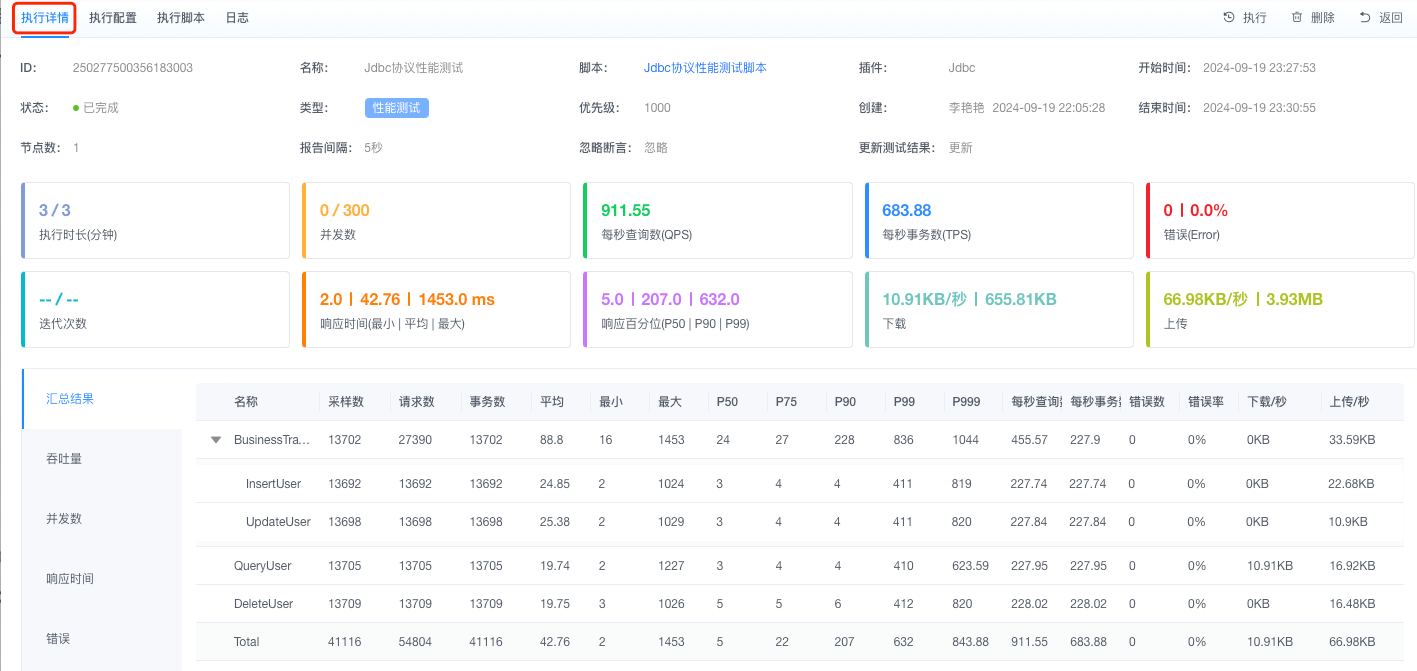 执行详情 执行配置 执行脚本 日志 执行 删除 返回
ID: 250277500356183003 名称: Jdbc协议性能测试 脚本: Jdbc协议性能测试脚本 插件: Jdbc 开始时间: 2024-09-19 23:27:53
状态: 已完成 类型: 性能测试 优先级: 1000 创建: 李艳艳 2024-09-19 22:05:28 结束时间: 2024-09-19 23:30:55
节点数: 1 报告间隔: 5秒 忽略断言: 忽略 更新测试结果: 更新
3 / 3 0 / 300 911.55 683.88 0 | 0.0%
执行时长(分钟) 并发数 每秒查询数(QPS) 每秒事务数(TPS) 错误(Error)
-- / -- 2.0 | 42.76 | 1453.0 ms 5.0 | 207.0 | 632.0 10.91KB/秒 | 655.81KB 66.98KB/秒 | 3.93MB
迭代次数 响应时间(最小 | 平均 | 最大) 响应百分位(P50 | P90 | P99) 下载 上传
汇总结果
吞吐量
并发数
响应时间
错误
名称 采样数 请求数 事务数 平均 最小 最大 P50 P75 P90 P99 P999 每秒查询 每秒事务 错误数 错误率 下载/秒 上传/秒
BusinessTra... 13702 27390 13702 88.8 16 1453 24 27 228 836 1044 455.57 227.9 0 0% 0KB 33.59KB
InsertUser 13692 13692 13692 24.85 2 1024 3 4 4 411 819 227.74 227.74 0 0% 0KB 22.68KB
UpdateUser 13698 13698 13698 25.38 2 1029 3 4 4 411 820 227.84 227.84 0 0% 0KB 10.9KB
QueryUser 13705 13705 13705 19.74 2 1227 3 4 4 410 623.59 227.95 227.95 0 0% 10.91KB 16.92KB
DeleteUser 13709 13709 13709 19.75 3 1026 5 5 6 412 820 228.02 228.02 0 0% 0KB 16.48KB
Total 41116 54804 41116 42.76 2 1453 5 22 207 632 843.88 911.55 683.88 0 0% 10.91KB 66.98KB